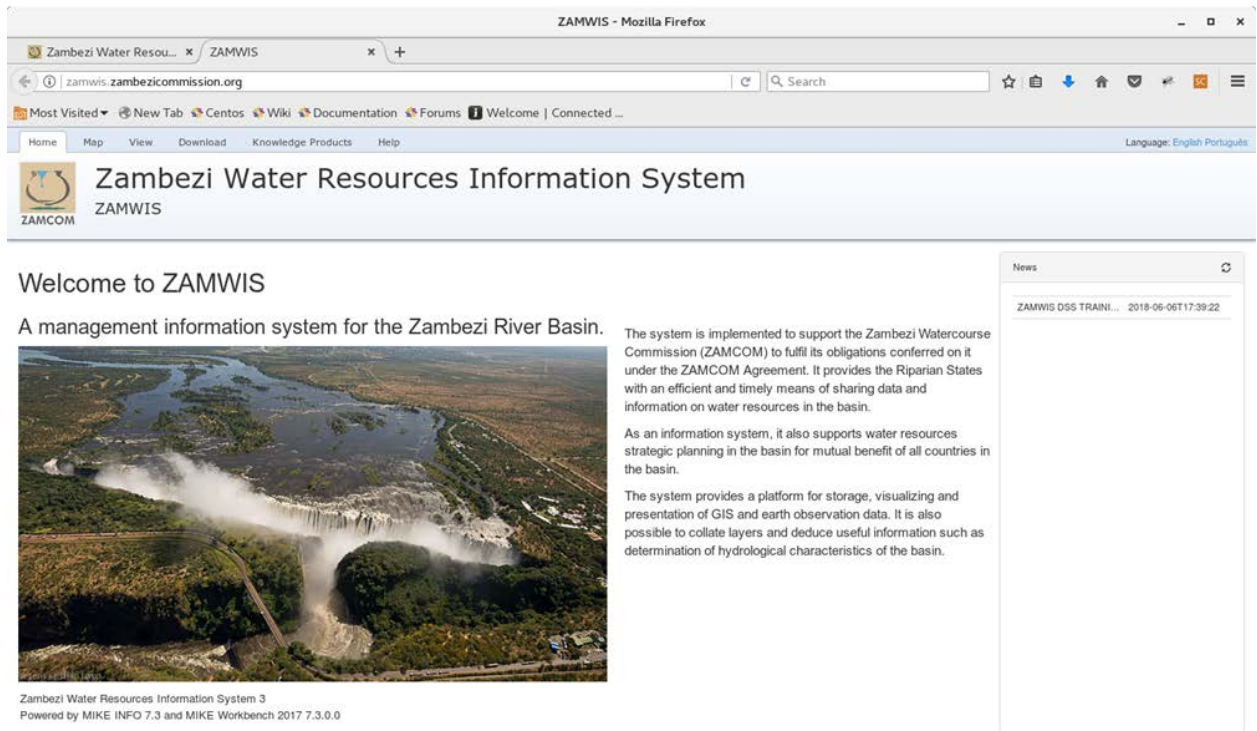 ZAMWIS - Mozilla Firefox
Zambezi Water Resou...
ZAMWIS
zamwis.zambezicommission.org
Search
Most Visited
New Tab
Centos
Wiki
Documentation
Forums
Welcome | Connected ...
Home
Map
View
Download
Knowledge Products
Help
Language: English Português
Zambezi Water Resources Information System
ZAMWIS
ZAMCOM
Welcome to ZAMWIS
A management information system for the Zambezi River Basin.
The system is implemented to support the Zambezi Watercourse
Commission (ZAMCOM) to fulfil its obligations conferred on it
under the ZAMCOM Agreement. It provides the Riparian States
with an efficient and timely means of sharing data and
information on water resources in the basin.
As an information system, it also supports water resources
strategic planning in the basin for mutual benefit of all countries in
the basin.
The system provides a platform for storage, visualizing and
presentation of GIS and earth observation data. It is also
possible to collate layers and deduce useful information such as
determination of hydrological characteristics of the basin.
News
ZAMWIS DSS TRAINI... 2018-06-06T17:39:22
Zambezi Water Resources Information System 3
Powered by MIKE INFO 7.3 and MIKE Workbench 2017 7.3.0.0